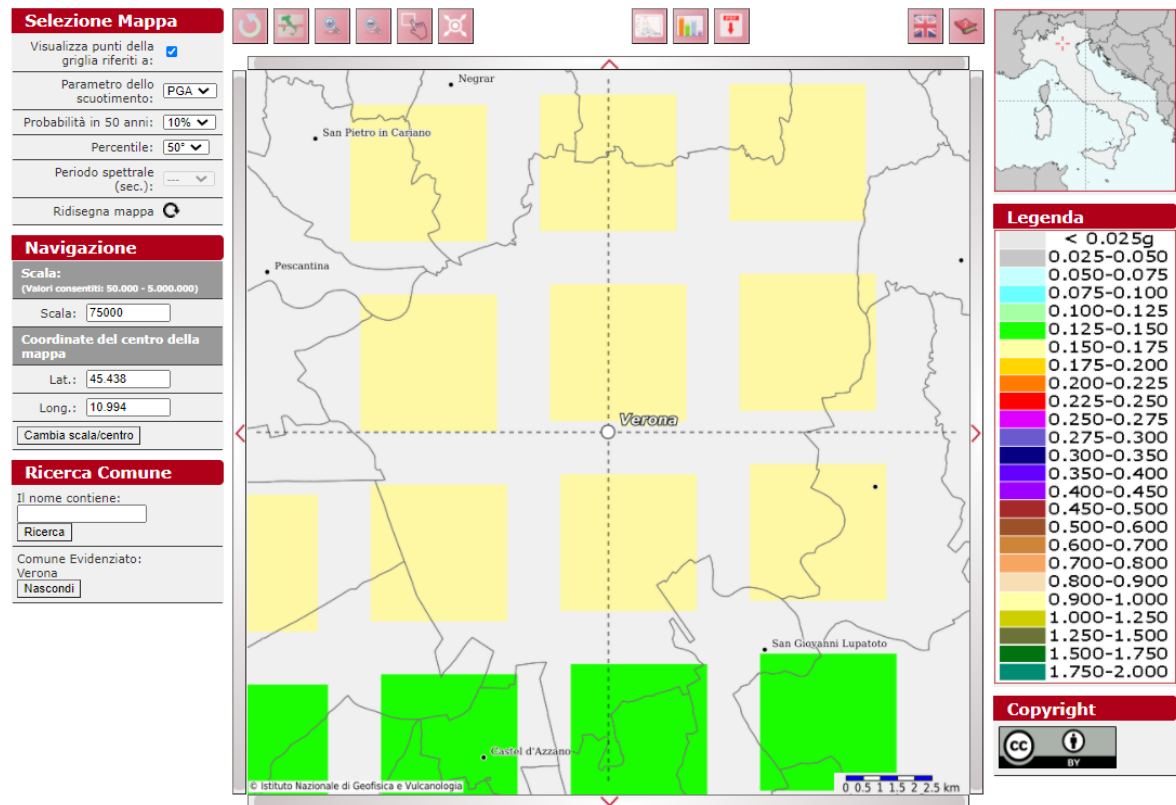 Selezione Mappa
Visualizza punti della
griglia riferiti a:
Parametro dello
scuotimento:
PGA
Probabilità in 50 anni:
10%
Percentile:
50°
Periodo spettrale
(sec.):
---
Ridisegna mappa
Navigazione
Scala:
(Valori consentiti: 50.000 - 5.000.000)
Scala:
75000
Coordinate del centro della
mappa
Lat.:
45.438
Long.:
10.994
Cambia scala/centro
Ricerca Comune
Il nome contiene:
Ricerca
Comune Evidenziato:
Verona
Nascondi
PDF
Negrar
San Pietro in Cariano
Pescantina
Verona
San Giovanni Lupatoto
Castel d'Azzano
© Istituto Nazionale di Geofisica e Vulcanologia
0 0.5 1 1.5 2 2.5 km
Legenda
< 0.025g
0.025-0.050
0.050-0.075
0.075-0.100
0.100-0.125
0.125-0.150
0.150-0.175
0.175-0.200
0.200-0.225
0.225-0.250
0.250-0.275
0.275-0.300
0.300-0.350
0.350-0.400
0.400-0.450
0.450-0.500
0.500-0.600
0.600-0.700
0.700-0.800
0.800-0.900
0.900-1.000
1.000-1.250
1.250-1.500
1.500-1.750
1.750-2.000
Copyright
cc
BY